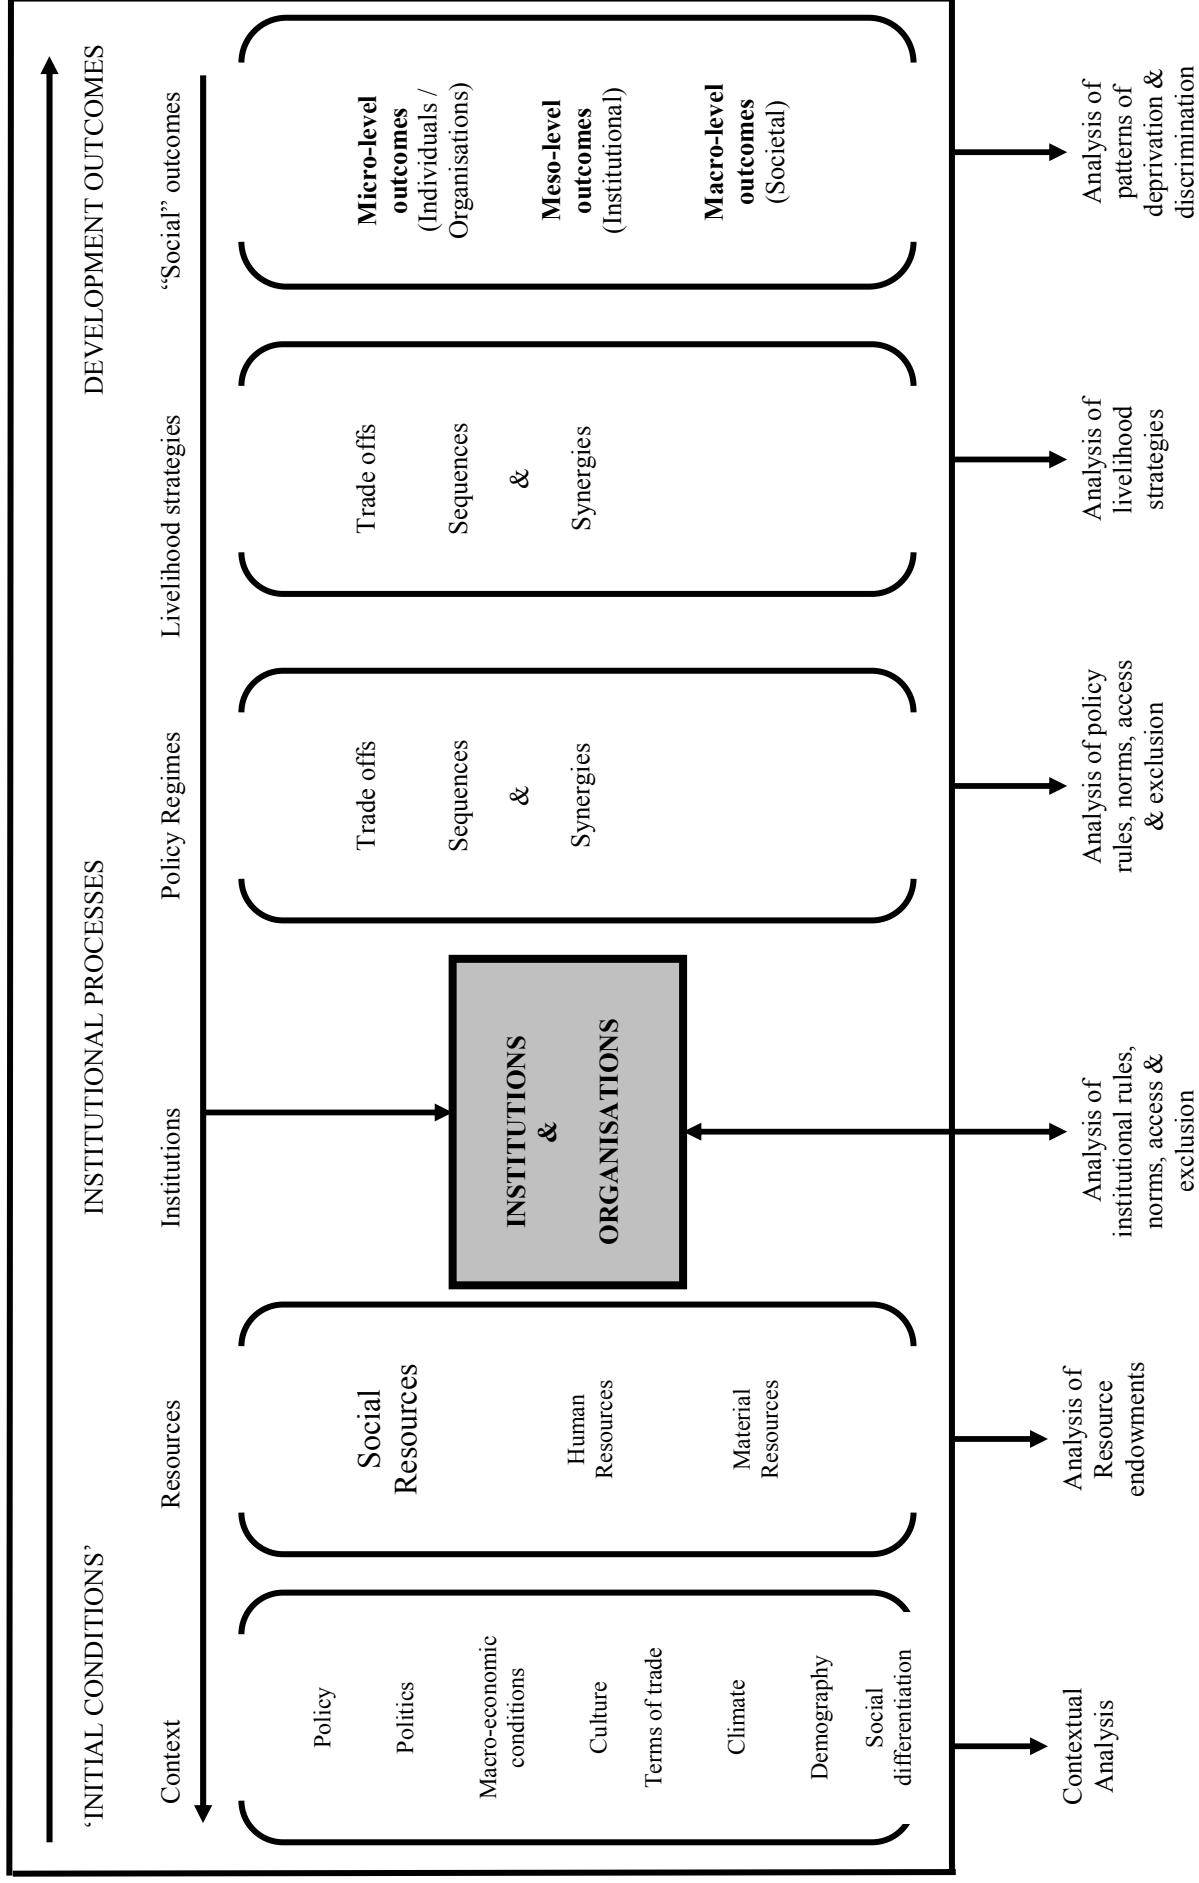 ‘INITIAL CONDITIONS’
INSTITUTIONAL PROCESSES
DEVELOPMENT OUTCOMES
Context
Resources
Institutions
Policy Regimes
Livelihood strategies
“Social” outcomes
Policy
Politics
Macro-economic
conditions
Culture
Terms of trade
Climate
Demography
Social
differentiation
Social
Resources
Human
Resources
Material
Resources
INSTITUTIONS
&
ORGANISATIONS
Trade offs
Sequences
&
Synergies
Trade offs
Sequences
&
Synergies
Micro-level
outcomes
(Individuals /
Organisations)
Meso-level
outcomes
(Institutional)
Macro-level
outcomes
(Societal)
Contextual
Analysis
Analysis of
Resource
endowments
Analysis of
institutional rules,
norms, access &
exclusion
Analysis of policy
rules, norms, access
& exclusion
Analysis of
livelihood
strategies
Analysis of
patterns of
deprivation &
discrimination